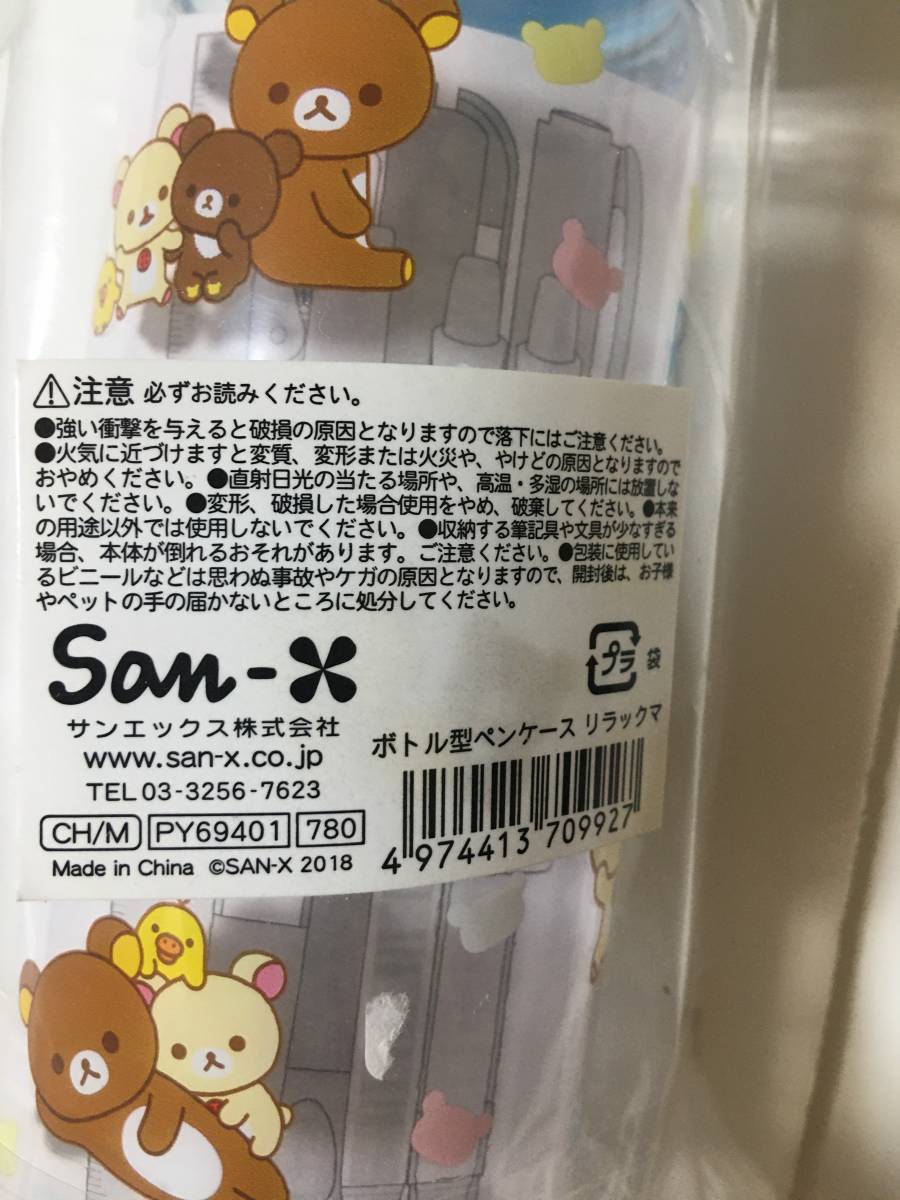 ⚠注意 必ずお読みください。
●強い衝撃を与えると破損の原因となりますので落下にはご注意ください。
●火気に近づけますと変質、変形または火災や、やけどの原因となりますので
おやめください。●直射日光の当たる場所や、高温・多湿の場所には放置しな
いでください。●変形、破損した場合使用をやめ、破棄してください。●本来
の用途以外では使用しないでください。●収納する筆記具や文具が少なすぎる
場合、本体が倒れるおそれがあります。ご注意ください。●包装に使用してい
るビニールなどは思わぬ事故やケガの原因となりますので、開封後は、お子様
やペットの手の届かないところに処分してください。
San-X
プラ 袋
サンエックス株式会社
www.san-x.co.jp
TEL 03-3256-7623
CH/M PY69401 780
Made in China ©SAN-X 2018
ボトル型ペンケース リラックマ
4 974413 709927